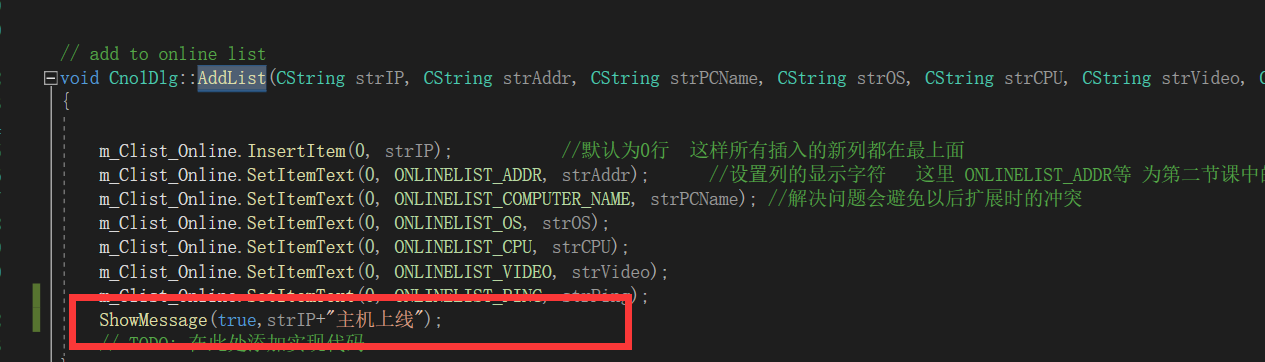 // add to online list
void Cno1Dlg::AddList(CString strIP, CString strAddr, CString strPCName, CString strOS, CString strCPU, CString strVideo, C
{
m_Clist_Online.InsertItem(0, strIP); //默认为0行 这样所有插入的新列都在最上面
m_Clist_Online.SetItemText(0, ONLINELIST_ADDR, strAddr); //设置列的显示字符 这里 ONLINELIST_ADDR等 为第二节课中的
m_Clist_Online.SetItemText(0, ONLINELIST_COMPUTER_NAME, strPCName); //解决问题会避免以后扩展时的冲突
m_Clist_Online.SetItemText(0, ONLINELIST_OS, strOS);
m_Clist_Online.SetItemText(0, ONLINELIST_CPU, strCPU);
m_Clist_Online.SetItemText(0, ONLINELIST_VIDEO, strVideo);
m_Clist_Online.SetItemText(0, ONLINELIST_PING, strPing);
ShowMessage(true,strIP+"主机上线");
// TODO: 在此处添加实现代码